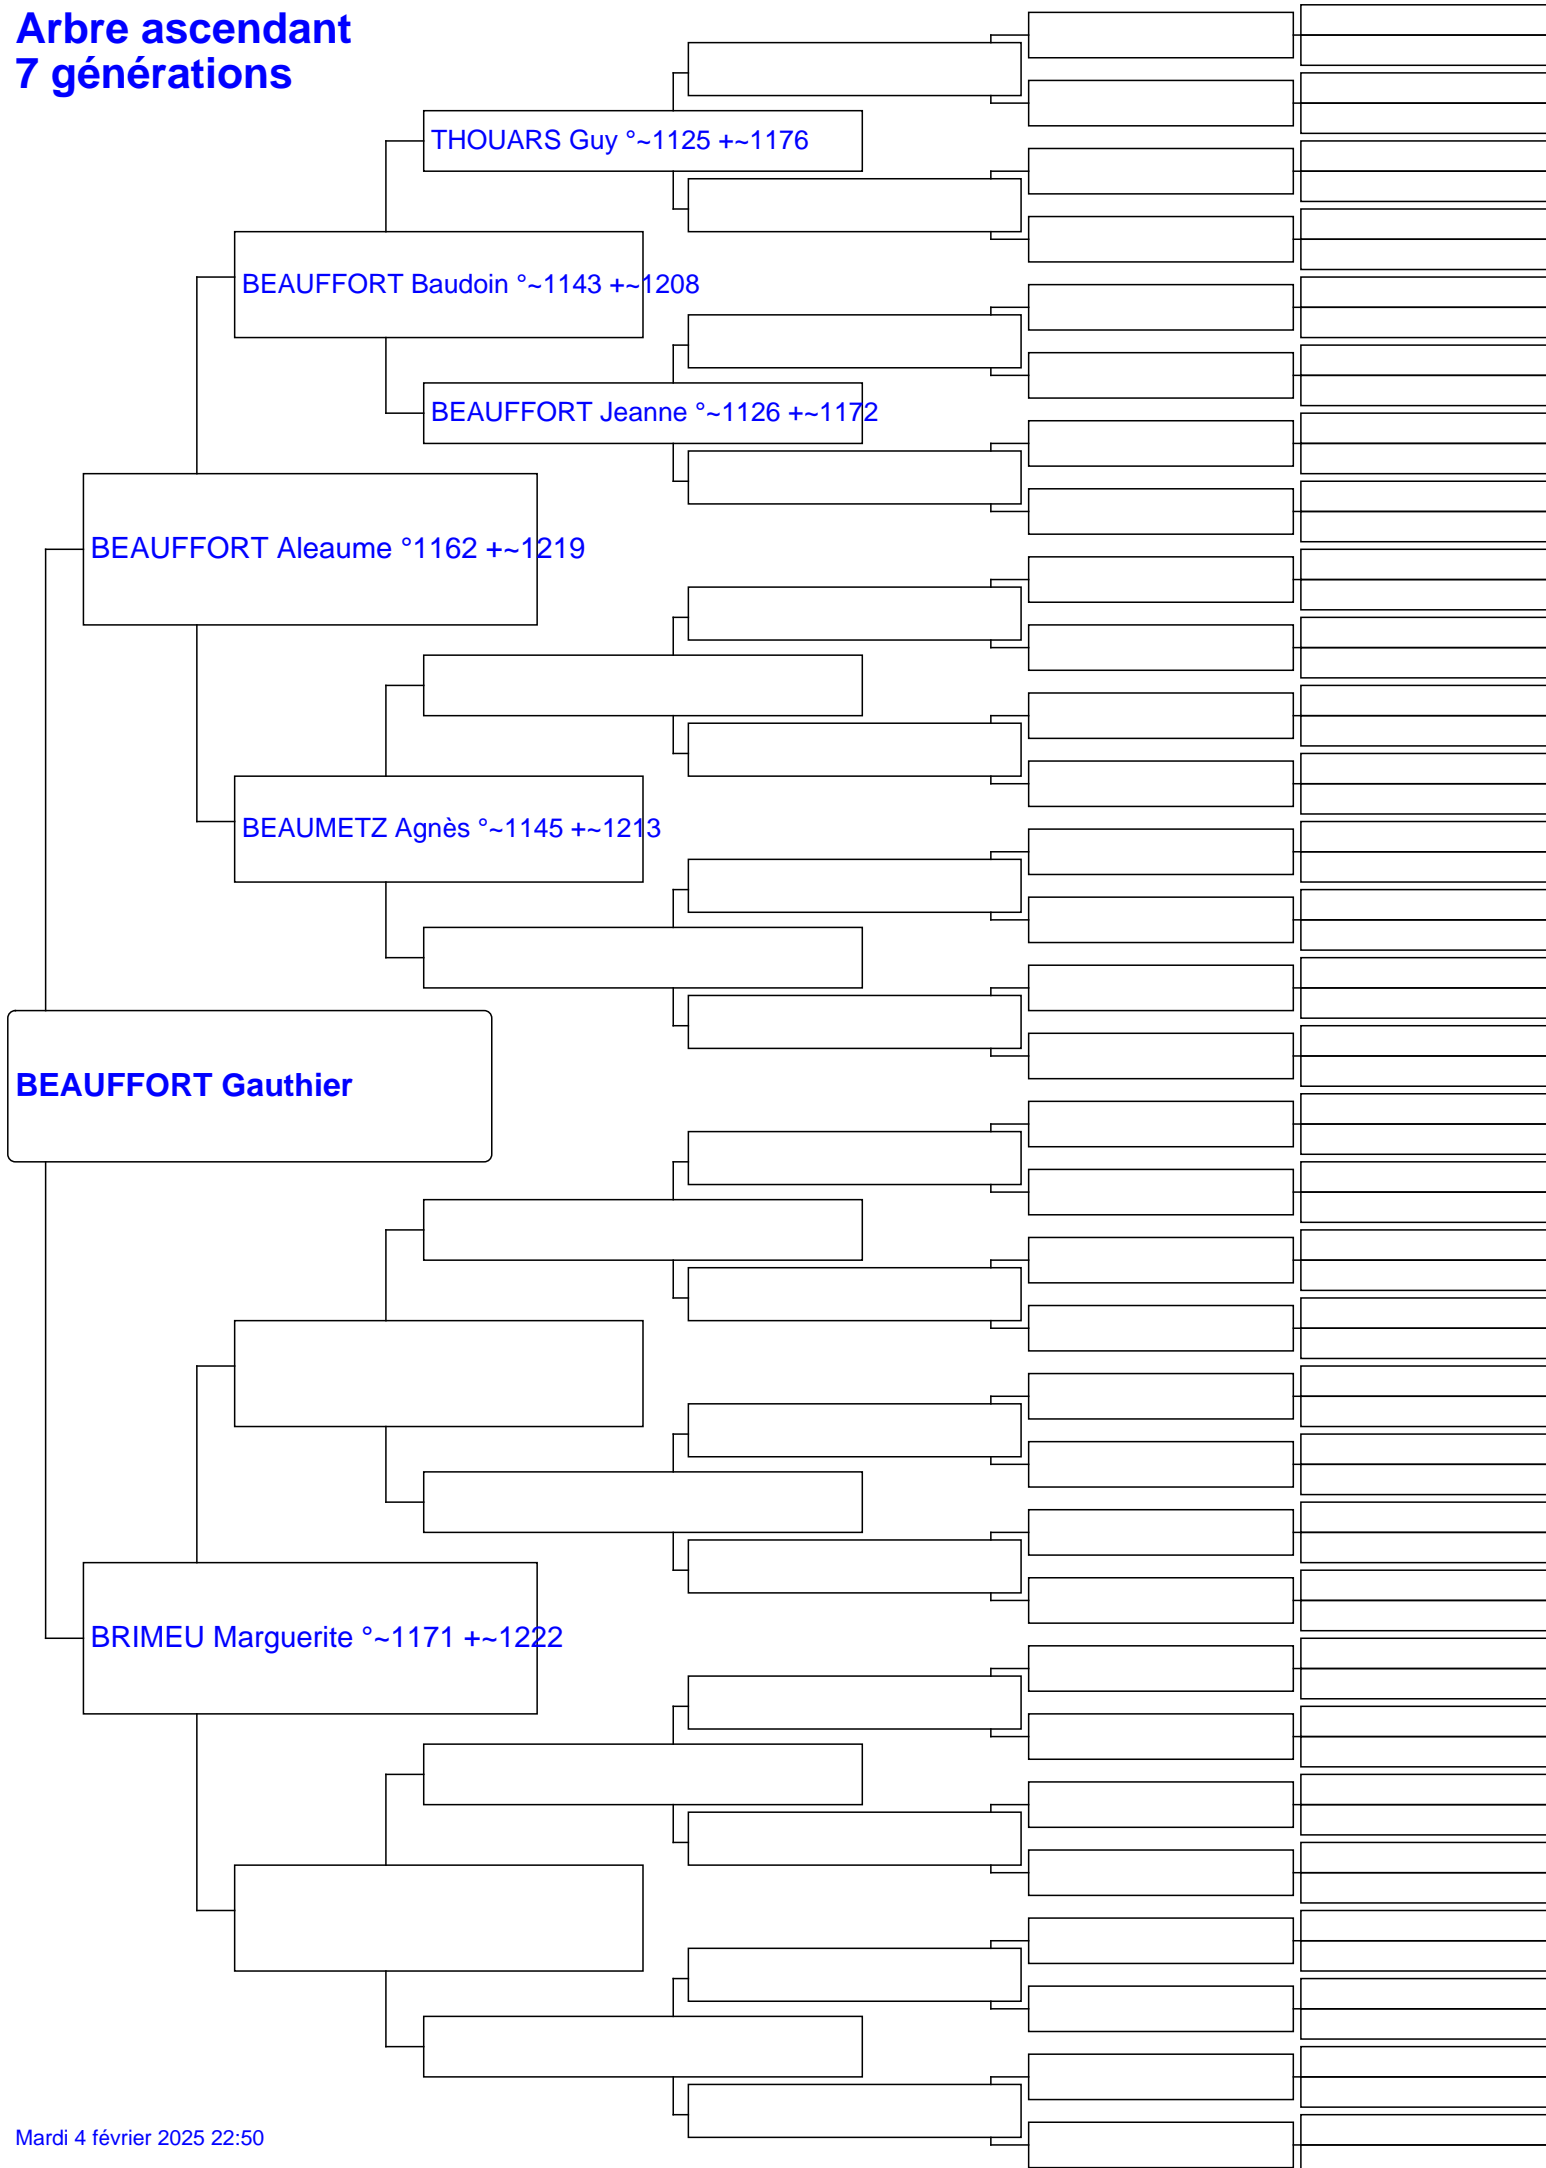 Arbre ascendant
7 générations
THOUARS Guy °~1125 +~1176
BEAUFFORT Baudoin °~1143 +~1208
BEAUFFORT Jeanne °~1126 +~1172
BEAUFFORT Aleaume °1162 +~1219
BEAUMETZ Agnès °~1145 +~1213
BEAUFFORT Gauthier
BRIMEU Marguerite °~1171 +~1222
Mardi 4 février 2025 22:50